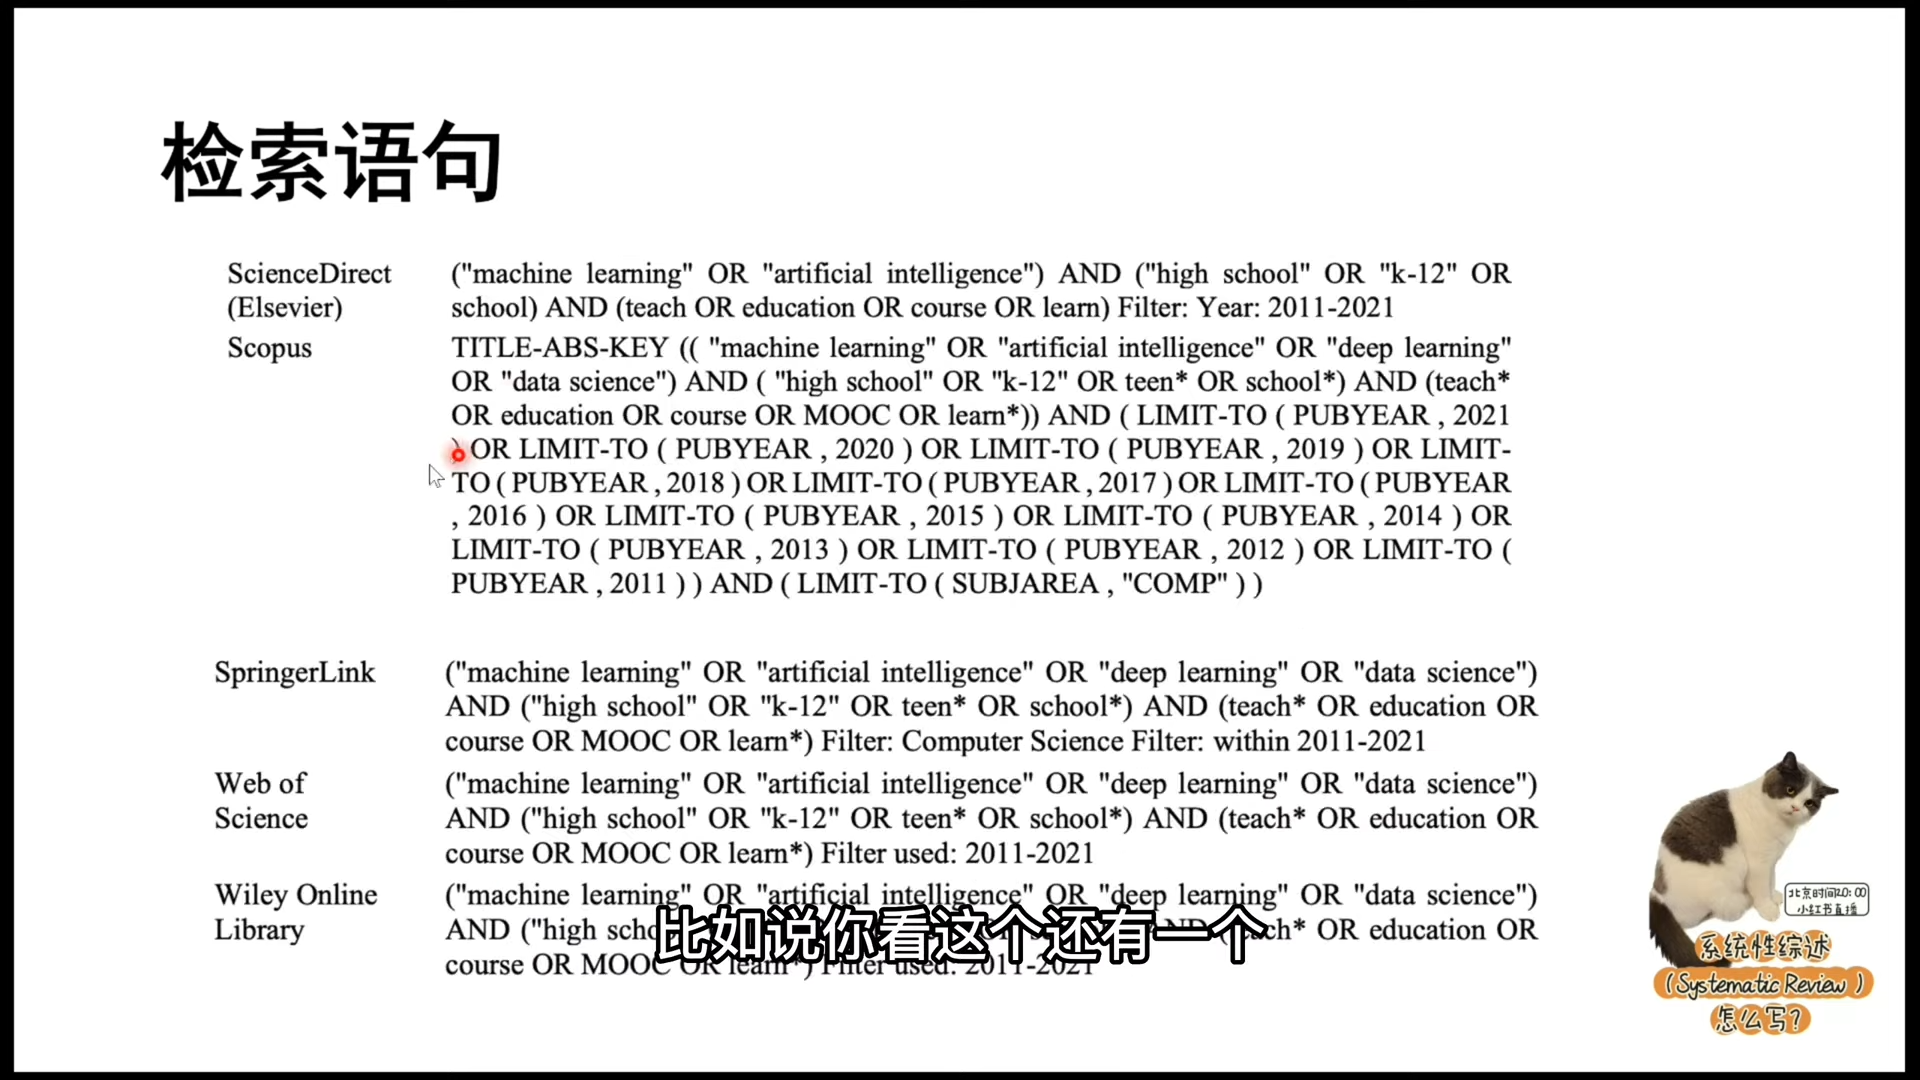 检索语句
ScienceDirect
(Elsevier)
("machine learning" OR "artificial intelligence") AND ("high school" OR "k-12" OR
school) AND (teach OR education OR course OR learn) Filter: Year: 2011-2021
Scopus
TITLE-ABS-KEY (( "machine learning" OR "artificial intelligence" OR "deep learning"
OR "data science") AND ( "high school" OR "k-12" OR teen* OR school*) AND (teach*
OR education OR course OR MOOC OR learn*)) AND ( LIMIT-TO ( PUBYEAR , 2021
) OR LIMIT-TO ( PUBYEAR , 2020 ) OR LIMIT-TO ( PUBYEAR , 2019 ) OR LIMIT-
TO ( PUBYEAR , 2018 ) OR LIMIT-TO ( PUBYEAR , 2017 ) OR LIMIT-TO ( PUBYEAR
, 2016 ) OR LIMIT-TO ( PUBYEAR , 2015 ) OR LIMIT-TO ( PUBYEAR , 2014 ) OR
LIMIT-TO ( PUBYEAR , 2013 ) OR LIMIT-TO ( PUBYEAR , 2012 ) OR LIMIT-TO (
PUBYEAR , 2011 ) ) AND ( LIMIT-TO ( SUBJAREA , "COMP" ) )
SpringerLink
("machine learning" OR "artificial intelligence" OR "deep learning" OR "data science")
AND ("high school" OR "k-12" OR teen* OR school*) AND (teach* OR education OR
course OR MOOC OR learn*) Filter: Computer Science Filter: within 2011-2021
Web of
Science
("machine learning" OR "artificial intelligence" OR "deep learning" OR "data science")
AND ("high school" OR "k-12" OR teen* OR school*) AND (teach* OR education OR
course OR MOOC OR learn*) Filter used: 2011-2021
Wiley Online
Library
("machine learning" OR "artificial intelligence" OR "deep learning" OR "data science")
AND ("high OR education OR
course OR MOOC OR learn*) Filter used: 2011-2021
比如说你看这个还有一个
北京时间20:00
小红书直播
系统性综述
(Systematic Review)
怎么写?